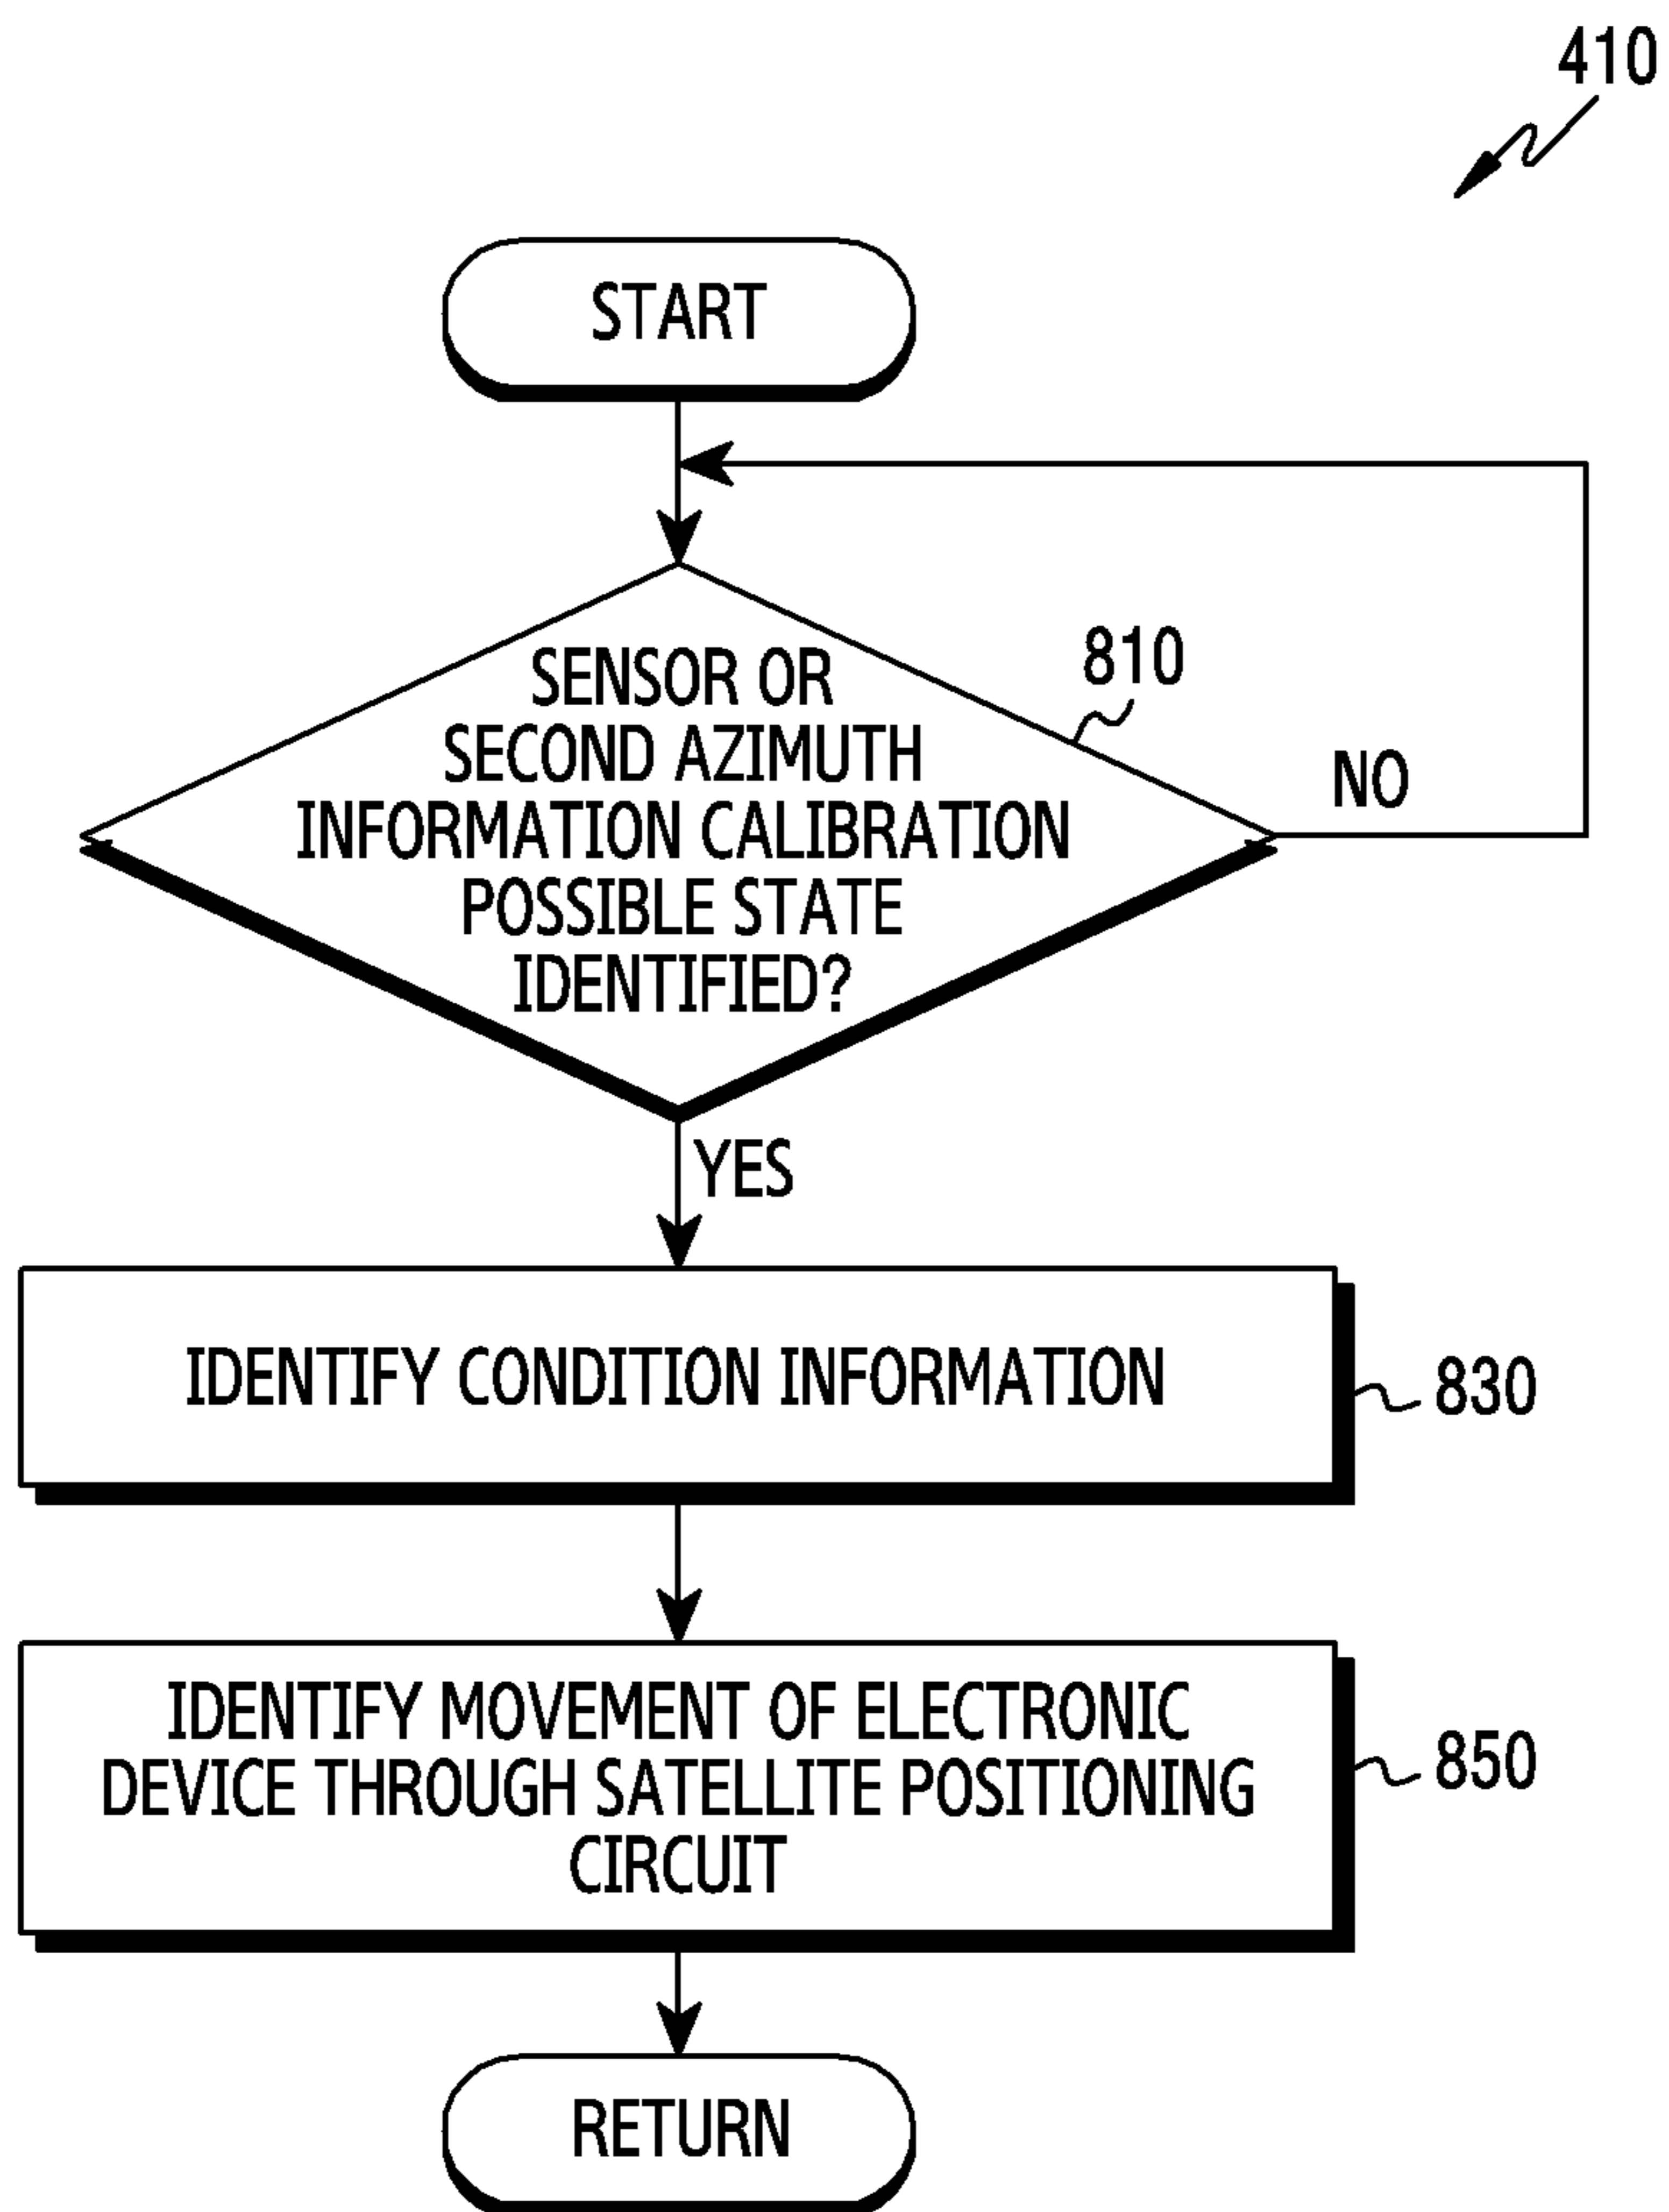 410
START
SENSOR OR
SECOND AZIMUTH
INFORMATION CALIBRATION
POSSIBLE STATE
IDENTIFIED?
810
NO
YES
IDENTIFY CONDITION INFORMATION
830
IDENTIFY MOVEMENT OF ELECTRONIC
DEVICE THROUGH SATELLITE POSITIONING
CIRCUIT
850
RETURN